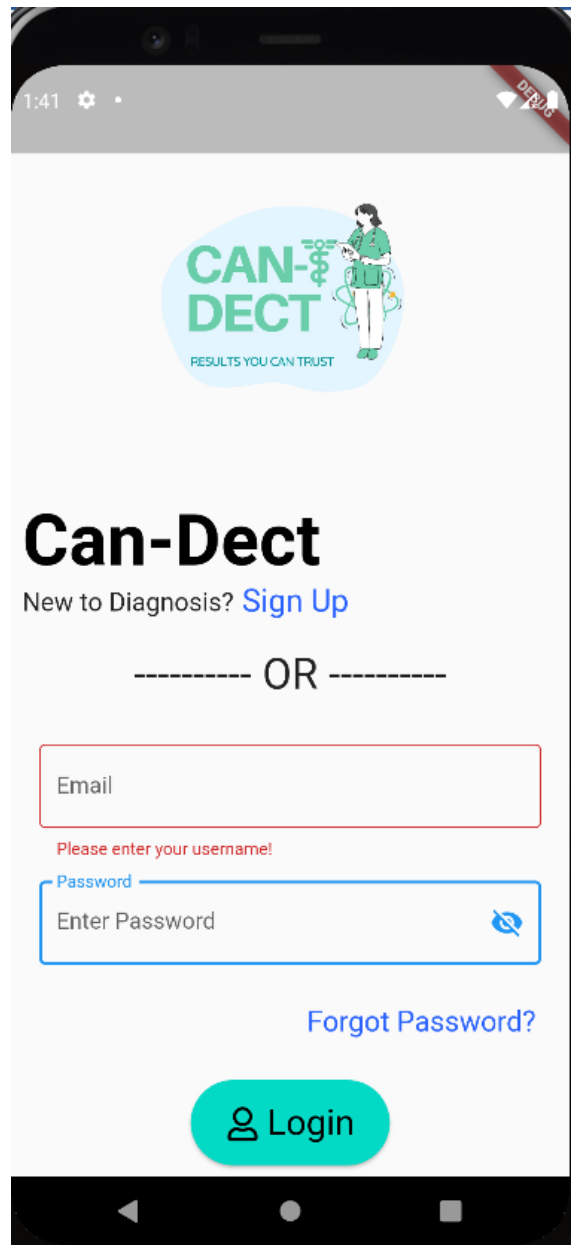 1:41
DEBUG
CAN-
DECT
RESULTS YOU CAN TRUST
Can-Dect
New to Diagnosis? Sign Up
---------- OR ----------
Email
Please enter your username!
Password
Enter Password
Forgot Password?
Login